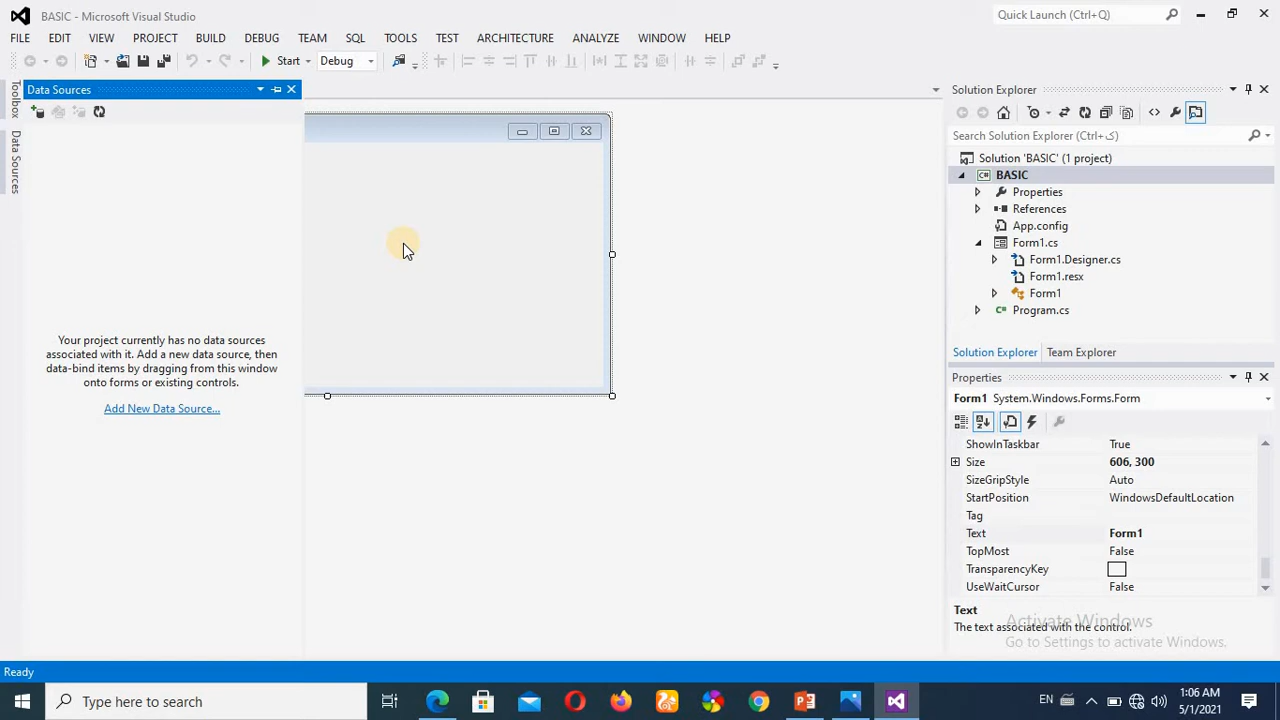 BASIC - Microsoft Visual Studio
Quick Launch (Ctrl+Q)
FILE EDIT VIEW PROJECT BUILD DEBUG TEAM SQL TOOLS TEST ARCHITECTURE ANALYZE WINDOW HELP
Start Debug
Toolbox
Data Sources
Data Sources
Your project currently has no data sources
associated with it. Add a new data source, then
data-bind items by dragging from this window
onto forms or existing controls.
Add New Data Source...
Solution Explorer
Search Solution Explorer (Ctrl+ک)
Solution 'BASIC' (1 project)
C# BASIC
Properties
References
App.config
Form1.cs
Form1.Designer.cs
Form1.resx
Form1
C# Program.cs
Solution Explorer Team Explorer
Properties
Form1 System.Windows.Forms.Form
ShowInTaskbar True
Size 606, 300
SizeGripStyle Auto
StartPosition WindowsDefaultLocation
Tag
Text Form1
TopMost False
TransparencyKey
UseWaitCursor False
Text
The text associated with the control.
Activate Windows
Go to Settings to activate Windows.
Ready
Type here to search
EN
1:06 AM
5/1/2021